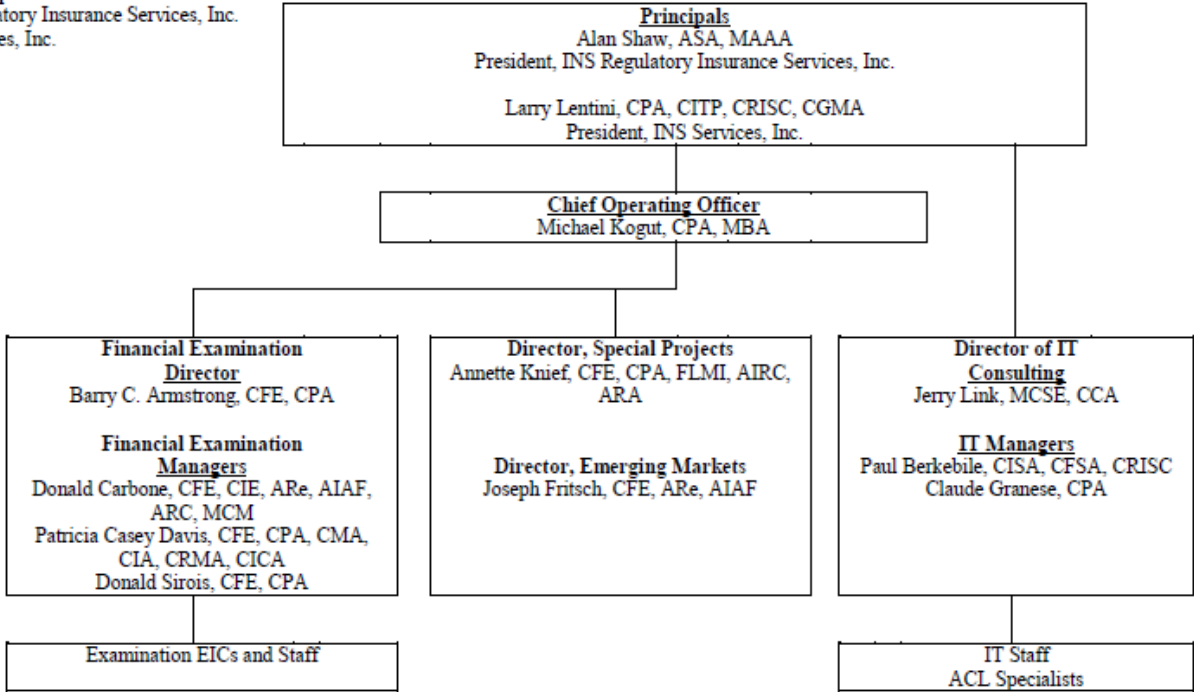 Insurance Services, Inc.
Inc.
Principals
Alan Shaw, ASA, MAAA
President, INS Regulatory Insurance Services, Inc.
Larry Lentini, CPA, CITP, CRISC, CGMA
President, INS Services, Inc.
Chief Operating Officer
Michael Kogut, CPA, MBA
Financial Examination
Director
Barry C. Armstrong, CFE, CPA
Financial Examination
Managers
Donald Carbone, CFE, CIE, ARe, AIAF,
ARC, MCM
Patricia Casey Davis, CFE, CPA, CMA,
CIA, CRMA, CICA
Donald Sirois, CFE, CPA
Director, Special Projects
Annette Knief, CFE, CPA, FLMI, AIRC,
ARA
Director, Emerging Markets
Joseph Fritsch, CFE, ARe, AIAF
Director of IT
Consulting
Jerry Link, MCSE, CCA
IT Managers
Paul Berkebile, CISA, CFSA, CRISC
Claude Granese, CPA
Examination EICs and Staff
IT Staff
ACL Specialists